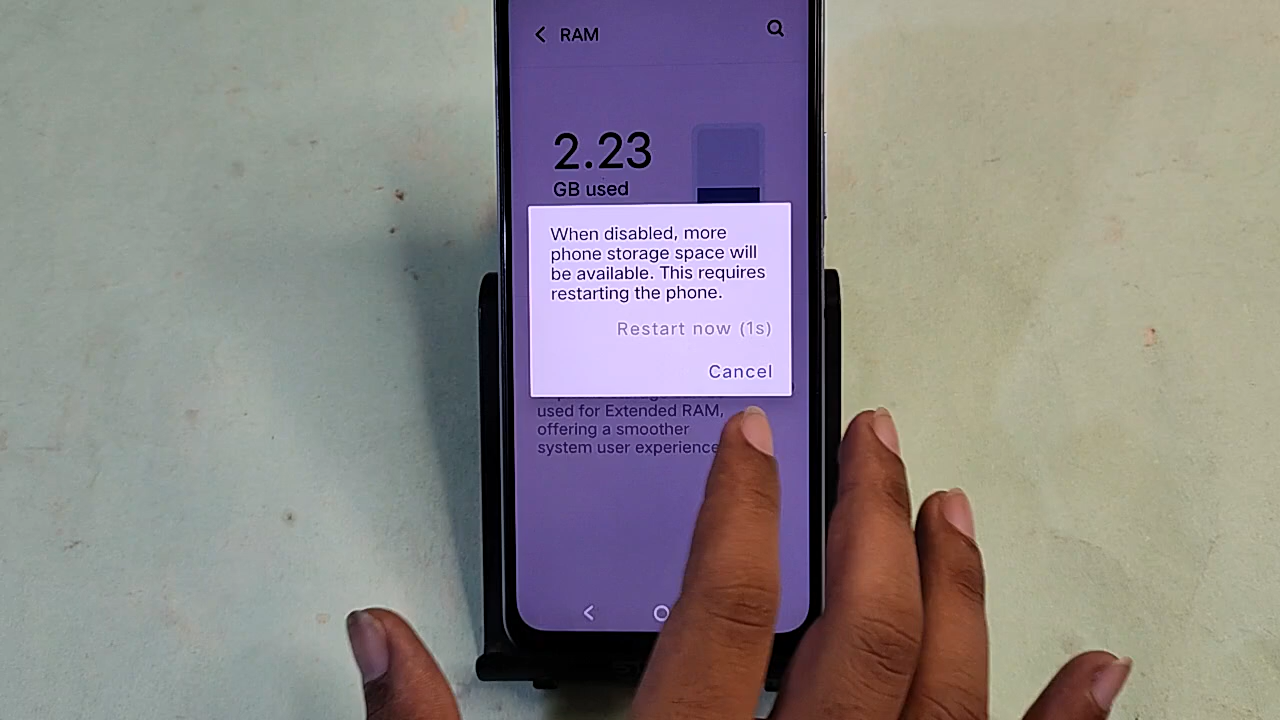 RAM
2.23
GB used
When disabled, more
phone storage space will
be available. This requires
restarting the phone.
Restart now (1s)
Cancel
used for Extended RAM,
offering a smoother
system user experience